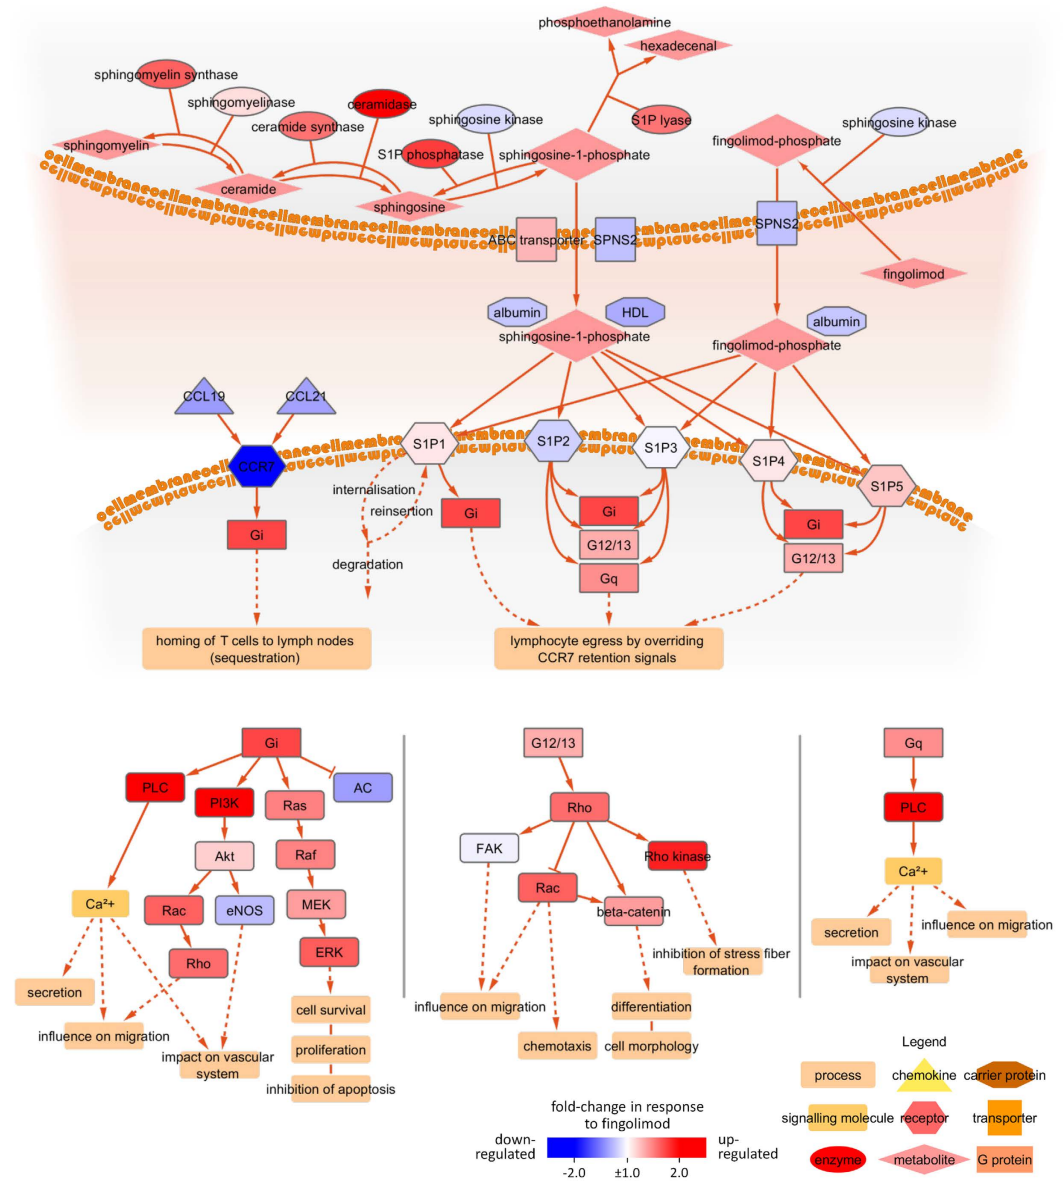 phosphoethanolamine
hexadecenal
sphingomyelin synthase
sphingomyelinase
ceramidase
ceramide synthase
sphingosine kinase
S1P lyase
sphingosine kinase
sphingomyelin
S1P phosphatase
sphingosine-1-phosphate
fingolimod-phosphate
ceramide
sphingosine
cellmembranecellmembranecellmembranecellmembranecellmembrane
ABC transporter
SPNS2
SPNS2
fingolimod
albumin
HDL
albumin
sphingosine-1-phosphate
fingolimod-phosphate
CCL19
CCL21
CCR7
S1P1
S1P2
S1P3
S1P4
S1P5
internalisation
reinsertion
degradation
Gi
Gi
Gi
G12/13
Gq
Gi
G12/13
homing of T cells to lymph nodes
(sequestration)
lymphocyte egress by overriding
CCR7 retention signals
Gi
PLC
PI3K
Ras
AC
Akt
Raf
Ca²+
Rac
eNOS
MEK
Rho
ERK
secretion
influence on migration
impact on vascular
system
cell survival
proliferation
inhibition of apoptosis
G12/13
Rho
FAK
Rho kinase
Rac
beta-catenin
inhibition of stress fiber
formation
influence on migration
differentiation
chemotaxis
cell morphology
Gq
PLC
Ca²+
secretion
influence on migration
impact on vascular
system
Legend
process
chemokine
carrier protein
signalling molecule
receptor
transporter
enzyme
metabolite
G protein
fold-change in response
to fingolimod
down-
regulated
up-
regulated
-2.0
±1.0
2.0